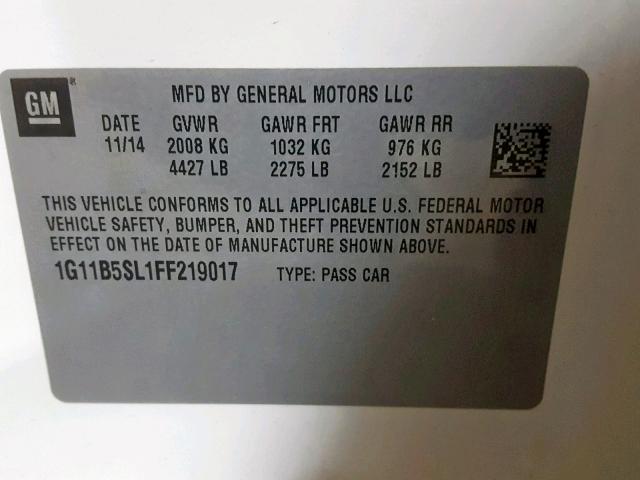 GM
®
MFD BY GENERAL MOTORS LLC
DATE GVWR GAWR FRT GAWR RR
11/14 2008 KG 1032 KG 976 KG
4427 LB 2275 LB 2152 LB
THIS VEHICLE CONFORMS TO ALL APPLICABLE U.S. FEDERAL MOTOR
VEHICLE SAFETY, BUMPER, AND THEFT PREVENTION STANDARDS IN
EFFECT ON THE DATE OF MANUFACTURE SHOWN ABOVE.
1G11B5SL1FF219017 TYPE: PASS CAR